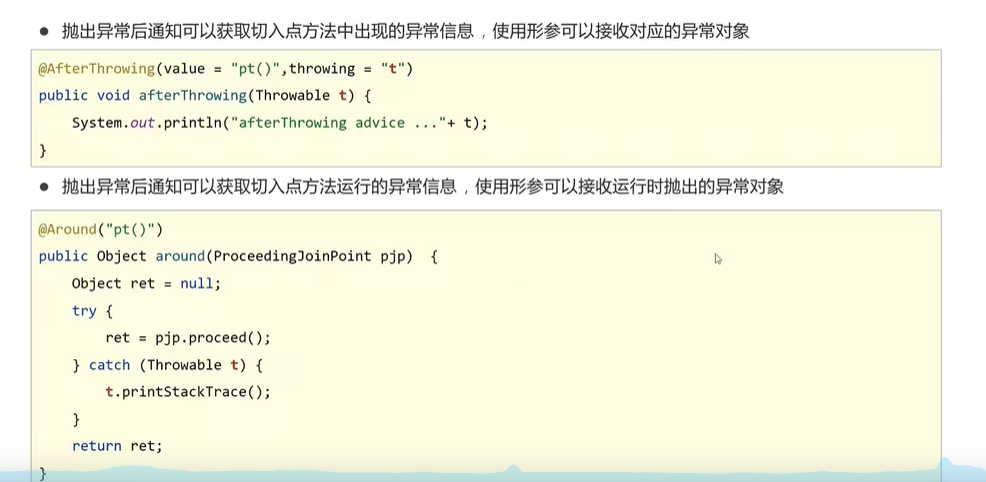 ● 抛出异常后通知可以获取切入点方法中出现的异常信息，使用形参可以接收对应的异常对象
@AfterThrowing(value = "pt()",throwing = "t")
public void afterThrowing(Throwable t) {
    System.out.println("afterThrowing advice ..."+ t);
}
● 抛出异常后通知可以获取切入点方法运行的异常信息，使用形参可以接收运行时抛出的异常对象
@Around("pt()")
public Object around(ProceedingJoinPoint pjp)  {
    Object ret = null;
    try {
        ret = pjp.proceed();
    } catch (Throwable t) {
        t.printStackTrace();
    }
    return ret;
}